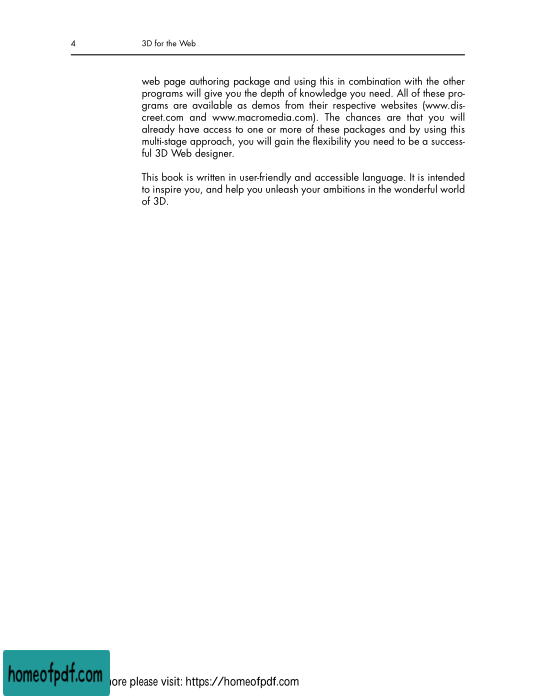 4 3D for the Web
web page authoring package and using this in combination with the other
programs will give you the depth of knowledge you need. All of these pro-
grams are available as demos from their respective websites (www.dis-
creet.com and www.macromedia.com). The chances are that you will
already have access to one or more of these packages and by using this
multi-stage approach, you will gain the flexibility you need to be a success-
ful 3D Web designer.
This book is written in user-friendly and accessible language. It is intended
to inspire you, and help you unleash your ambitions in the wonderful world
of 3D.
homeofpdf.com
please visit: https://homeofpdf.com